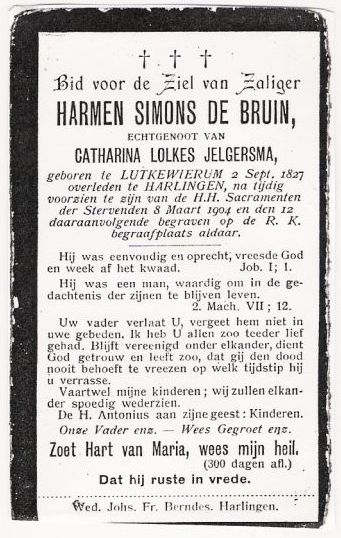 † † †
Bid voor de Ziel van Zaliger
HARMEN SIMONS DE BRUIN,
ECHTGENOOT VAN
CATHARINA LOLKES JELGERSMA,
geboren te LUTKEWIERUM 2 Sept. 1827
overleden te HARLINGEN, na tijdig
voorzien te zijn van de H.H. Sacramenten
der Stervenden 8 Maart 1904 en den 12
daaraanvolgende begraven op de R. K.
begraafplaats aldaar.
Hij was eenvoudig en oprecht, vreesde God
en week af het kwaad. Job. I; 1.
Hij was een man, waardig om in de ge-
dachtenis der zijnen te blijven leven.
2. Mach. VII; 12.
Uw vader verlaat U, vergeet hem niet in
uwe gebeden. Ik heb U allen zoo teeder lief
gehad. Blijft vereenigd onder elkander, dient
God getrouw en leeft zoo, dat gij den dood
nooit behoeft te vreezen op welk tijdstip hij
u verrasse.
Vaartwel mijne kinderen; wij zullen elkan-
der spoedig wederzien.
De H. Antonius aan zijne geest: Kinderen.
Onze Vader enz. — Wees Gegroet enz.
Zoet Hart van Maria, wees mijn heil.
(300 dagen afl.)
Dat hij ruste in vrede.
Wed. Johs. Fr. Berndes. Harlingen.